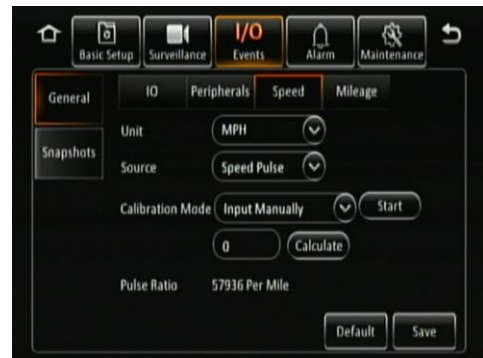 I/O
Basic Setup Surveillance Events Alarm Maintenance
General IO Peripherals Speed Mileage
Unit MPH
Snapshots
Source Speed Pulse
Calibration Mode Input Manually Start
0 Calculate
Pulse Ratio 57936 Per Mile
Default Save